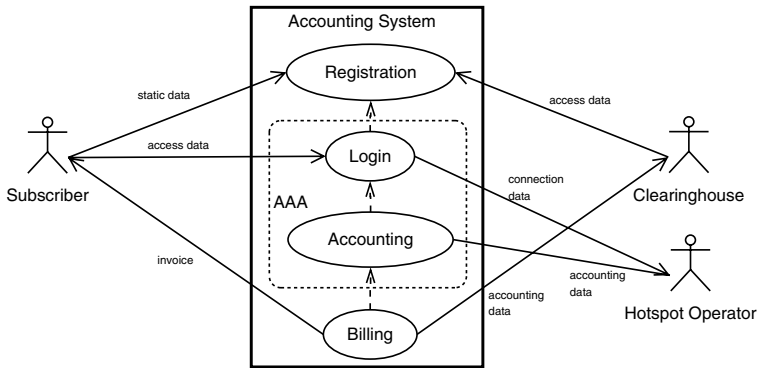 Accounting System
Registration
static data
access data
access data
Login
Subscriber
connection
data
Clearinghouse
AAA
Accounting
invoice
accounting
data
accounting
data
Hotspot Operator
Billing